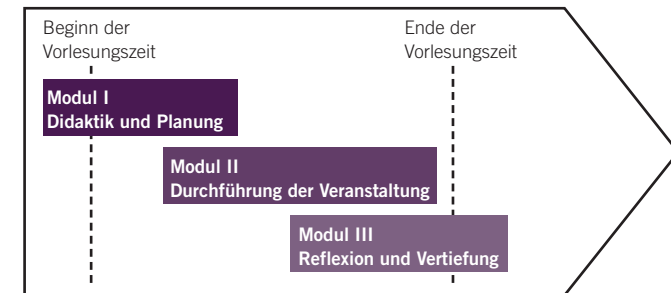 Beginn der
Vorlesungszeit
Ende der
Vorlesungszeit
Modul I
Didaktik und Planung
Modul II
Durchführung der Veranstaltung
Modul III
Reflexion und Vertiefung